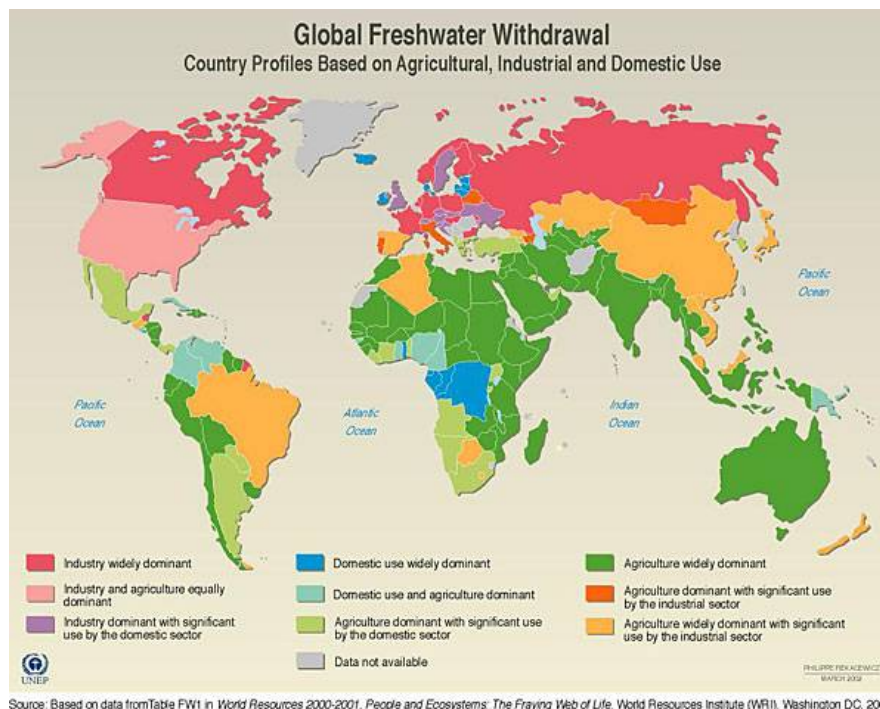 Global Freshwater Withdrawal
Country Profiles Based on Agricultural, Industrial and Domestic Use
Pacific
Ocean
Pacific
Ocean
Atlantic
Ocean
Indian
Ocean
Industry widely dominant
Industry and agriculture equally
dominant
Industry dominant with significant
use by the domestic sector
Domestic use widely dominant
Domestic use and agriculture dominant
Agriculture dominant with significant use
by the domestic sector
Data not available
Agriculture widely dominant
Agriculture dominant with significant use
by the industrial sector
Agriculture widely dominant with significant
use by the industrial sector
UNEP
PHILIPPE REKACEWICZ
MARCH 2002
Source: Based on data fromTable FW1 in World Resources 2000-2001, People and Ecosystems: The Fraying Web of Life, World Resources Institute (WRI), Washington DC, 20